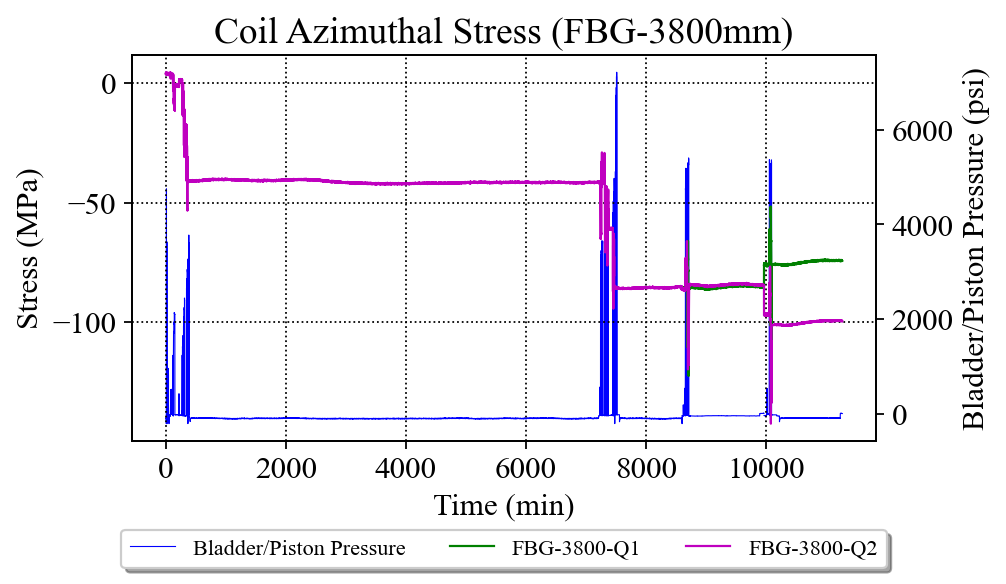 Coil Azimuthal Stress (FBG-3800mm)
0
−50
−100
Stress (MPa)
6000
4000
2000
0
Bladder/Piston Pressure (psi)
0 2000 4000 6000 8000 10000
Time (min)
Bladder/Piston Pressure FBG-3800-Q1 FBG-3800-Q2